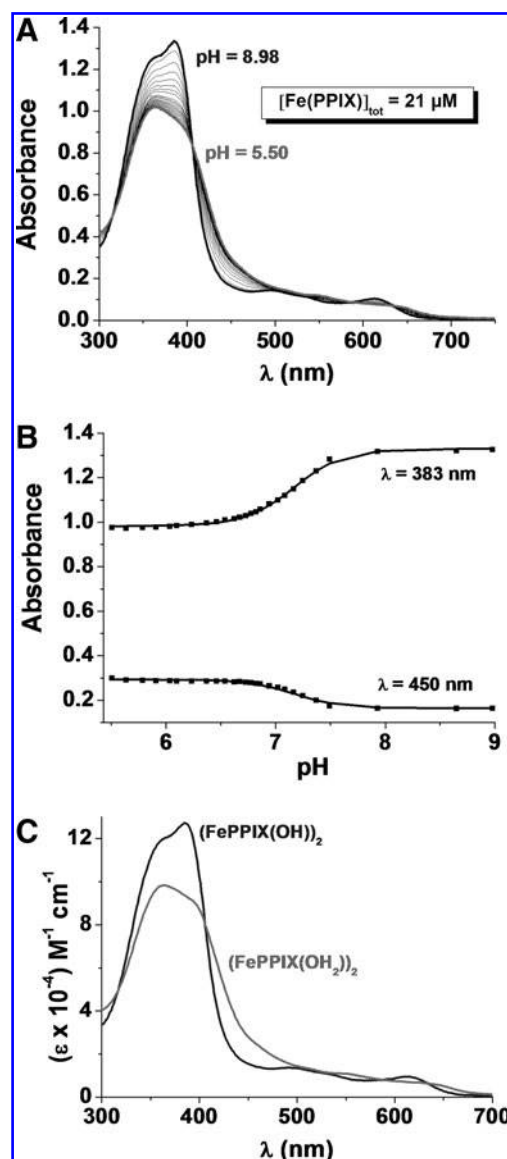 A
1.4
1.2
1.0
0.8
0.6
0.4
0.2
0.0
Absorbance
pH = 8.98
[Fe(PPIX)]tot = 21 µM
pH = 5.50
300 400 500 600 700
λ (nm)
B
1.4
1.2
1.0
0.8
0.6
0.4
0.2
Absorbance
λ = 383 nm
λ = 450 nm
6 7 8 9
pH
C
12
8
4
0
(ε x 10⁻⁴) M⁻¹ cm⁻¹
(FePPIX(OH))₂
(FePPIX(OH₂))₂
300 400 500 600 700
λ (nm)